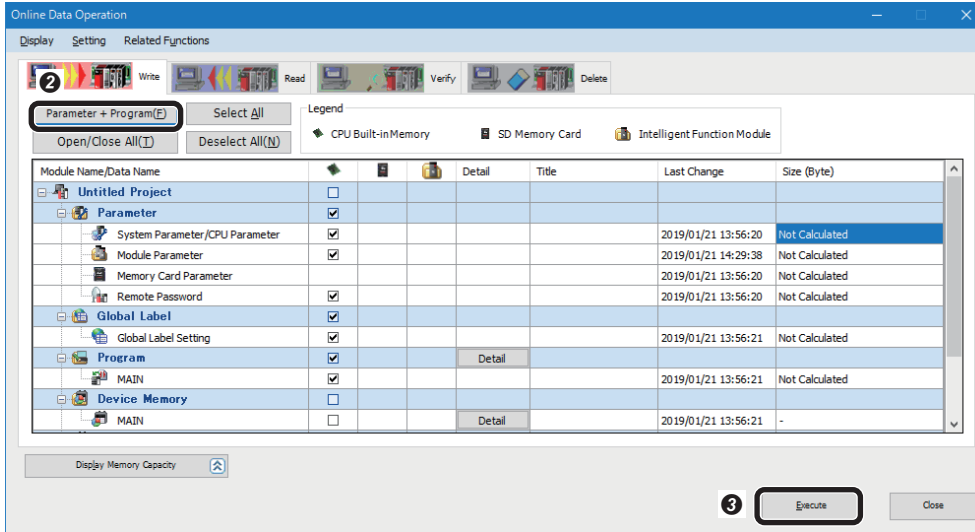 Online Data Operation
Display Setting Related Functions
❷ Write Read Verify Delete
Parameter + Program(F) Select All Legend
CPU Built-inMemory SD Memory Card Intelligent Function Module
Open/Close All(T) Deselect All(N)
Module Name/Data Name Detail Title Last Change Size (Byte)
Untitled Project
Parameter
System Parameter/CPU Parameter 2019/01/21 13:56:20 Not Calculated
Module Parameter 2019/01/21 14:29:38 Not Calculated
Memory Card Parameter 2019/01/21 13:56:20 Not Calculated
Remote Password 2019/01/21 13:56:20 Not Calculated
Global Label
Global Label Setting 2019/01/21 13:56:21 Not Calculated
Program Detail
MAIN 2019/01/21 13:56:21 Not Calculated
Device Memory
MAIN Detail 2019/01/21 13:56:21 -
Display Memory Capacity
❸ Execute Close